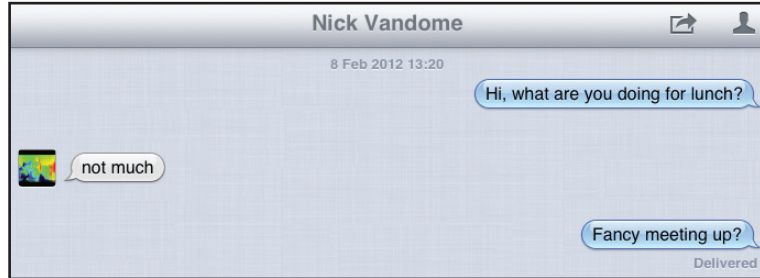 Nick Vandome
8 Feb 2012 13:20
Hi, what are you doing for lunch?
not much
Fancy meeting up?
Delivered